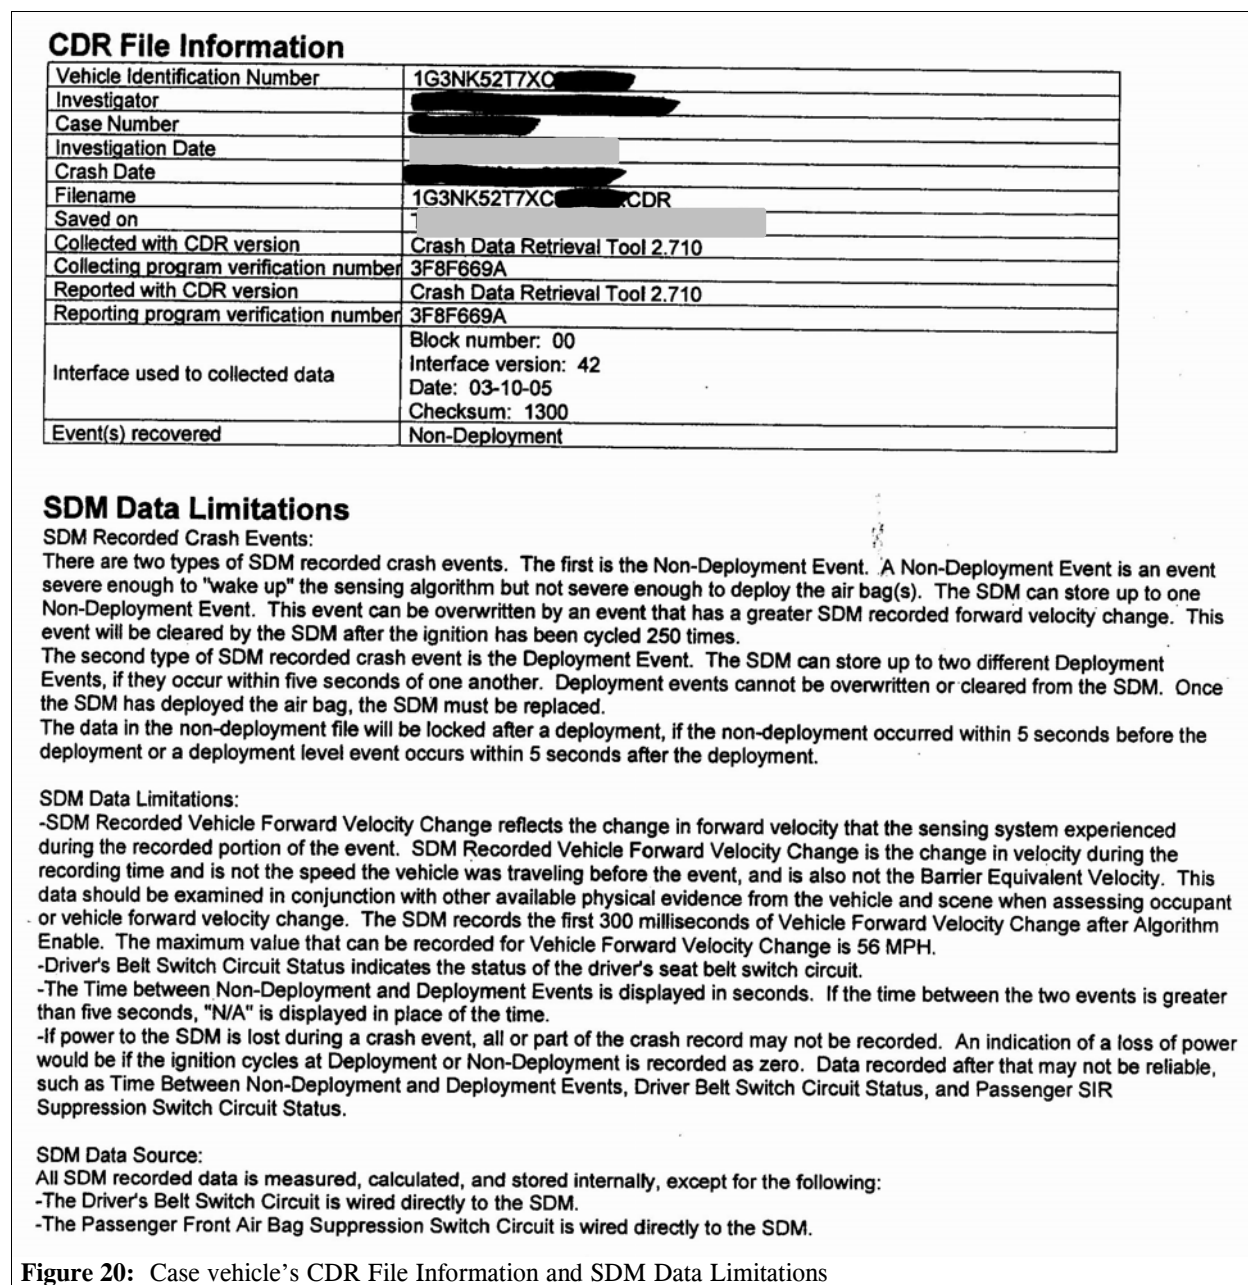 CDR File Information
Vehicle Identification Number 1G3NK52T7XC
Investigator
Case Number
Investigation Date
Crash Date
Filename 1G3NK52T7XC .CDR
Saved on
Collected with CDR version Crash Data Retrieval Tool 2.710
Collecting program verification number 3F8F669A
Reported with CDR version Crash Data Retrieval Tool 2.710
Reporting program verification number 3F8F669A
Block number: 00
Interface used to collected data Interface version: 42
Date: 03-10-05
Checksum: 1300
Event(s) recovered Non-Deployment
SDM Data Limitations
SDM Recorded Crash Events:
There are two types of SDM recorded crash events. The first is the Non-Deployment Event. A Non-Deployment Event is an event
severe enough to "wake up" the sensing algorithm but not severe enough to deploy the air bag(s). The SDM can store up to one
Non-Deployment Event. This event can be overwritten by an event that has a greater SDM recorded forward velocity change. This
event will be cleared by the SDM after the ignition has been cycled 250 times.
The second type of SDM recorded crash event is the Deployment Event. The SDM can store up to two different Deployment
Events, if they occur within five seconds of one another. Deployment events cannot be overwritten or cleared from the SDM. Once
the SDM has deployed the air bag, the SDM must be replaced.
The data in the non-deployment file will be locked after a deployment, if the non-deployment occurred within 5 seconds before the
deployment or a deployment level event occurs within 5 seconds after the deployment.
SDM Data Limitations:
-SDM Recorded Vehicle Forward Velocity Change reflects the change in forward velocity that the sensing system experienced
during the recorded portion of the event. SDM Recorded Vehicle Forward Velocity Change is the change in velocity during the
recording time and is not the speed the vehicle was traveling before the event, and is also not the Barrier Equivalent Velocity. This
data should be examined in conjunction with other available physical evidence from the vehicle and scene when assessing occupant
or vehicle forward velocity change. The SDM records the first 300 milliseconds of Vehicle Forward Velocity Change after Algorithm
Enable. The maximum value that can be recorded for Vehicle Forward Velocity Change is 56 MPH.
-Driver's Belt Switch Circuit Status indicates the status of the driver's seat belt switch circuit.
-The Time between Non-Deployment and Deployment Events is displayed in seconds. If the time between the two events is greater
than five seconds, "N/A" is displayed in place of the time.
-If power to the SDM is lost during a crash event, all or part of the crash record may not be recorded. An indication of a loss of power
would be if the ignition cycles at Deployment or Non-Deployment is recorded as zero. Data recorded after that may not be reliable,
such as Time Between Non-Deployment and Deployment Events, Driver Belt Switch Circuit Status, and Passenger SIR
Suppression Switch Circuit Status.
SDM Data Source:
All SDM recorded data is measured, calculated, and stored internally, except for the following:
-The Driver's Belt Switch Circuit is wired directly to the SDM.
-The Passenger Front Air Bag Suppression Switch Circuit is wired directly to the SDM.
Figure 20: Case vehicle's CDR File Information and SDM Data Limitations